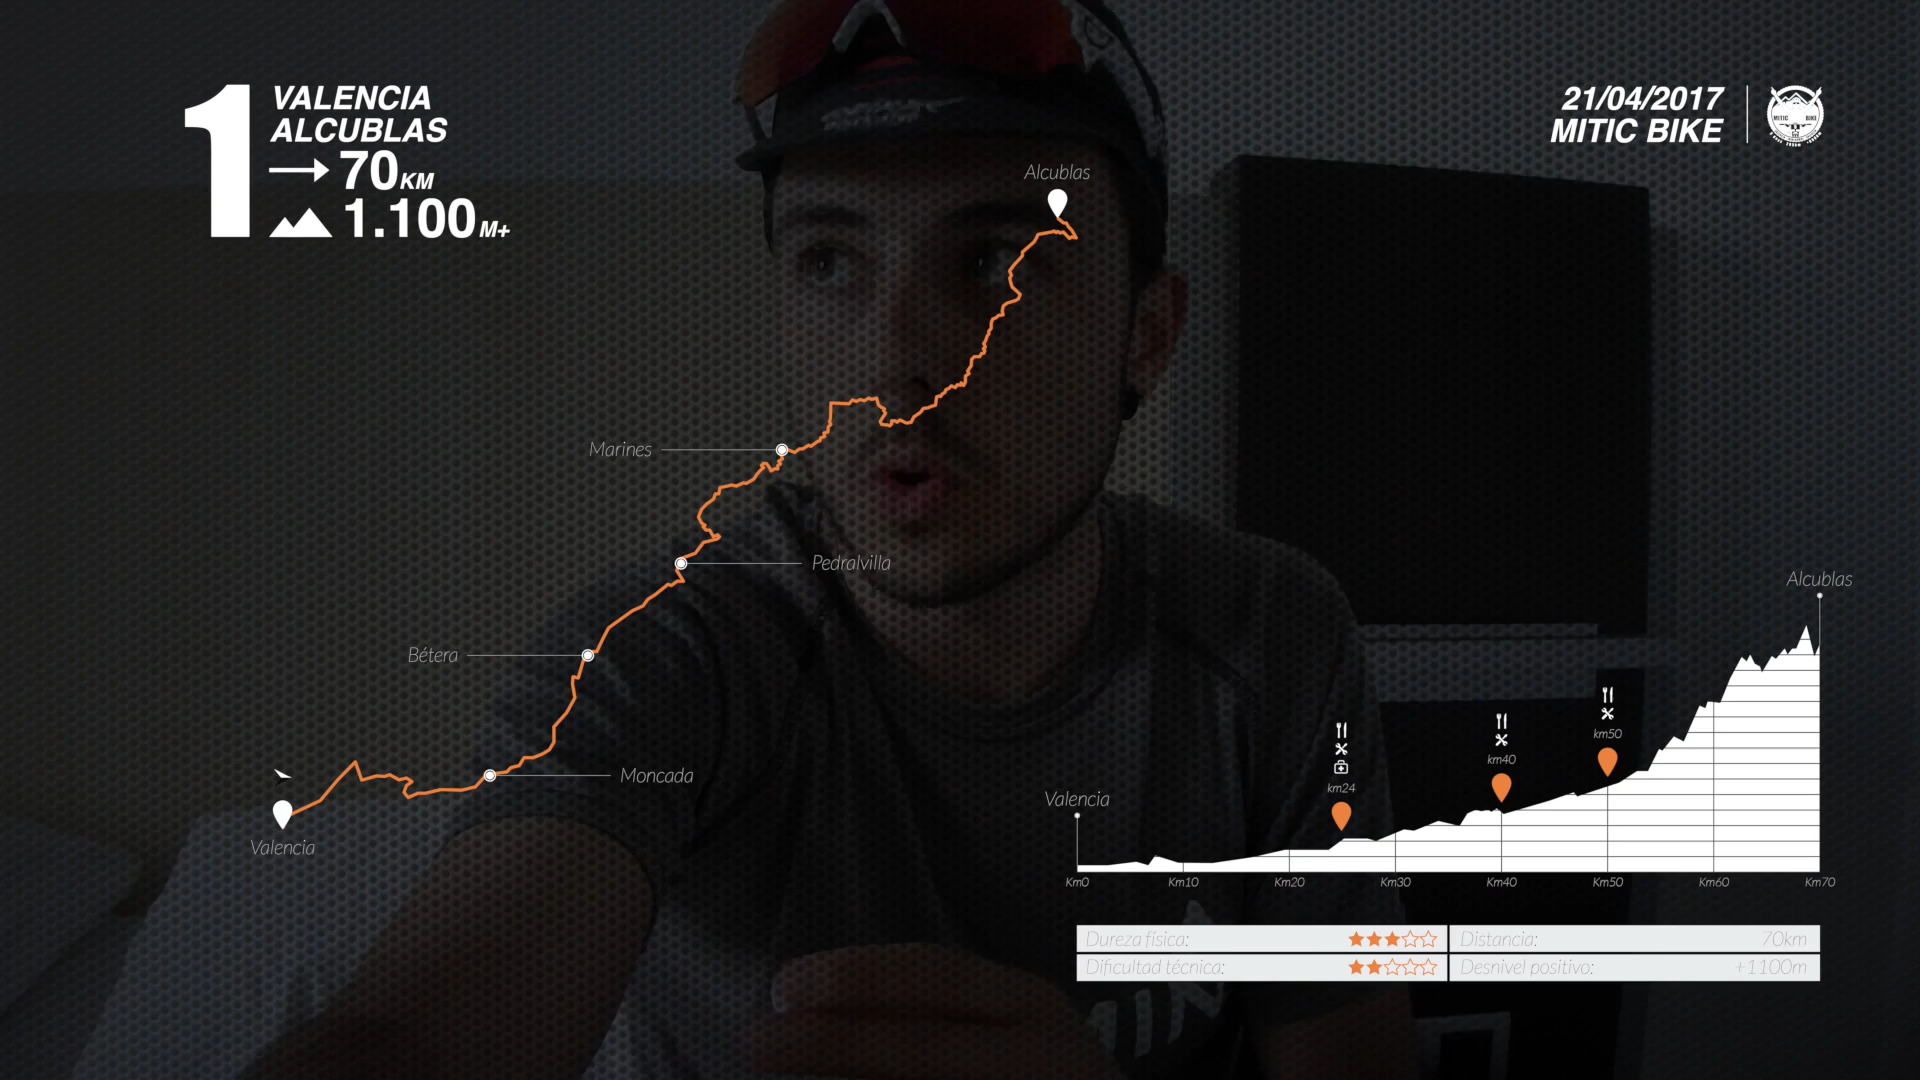 1
VALENCIA
ALCUBLAS
70KM
1.100M+
21/04/2017
MITIC BIKE
MITIC BIKE
Alcublas
Marines
Pedralvilla
Bétera
Moncada
Valencia
Alcublas
km50
km40
km24
Valencia
Km0 Km10 Km20 Km30 Km40 Km50 Km60 Km70
Dureza física: Distancia: 70km
Dificultad técnica: Desnivel positivo: +1100m